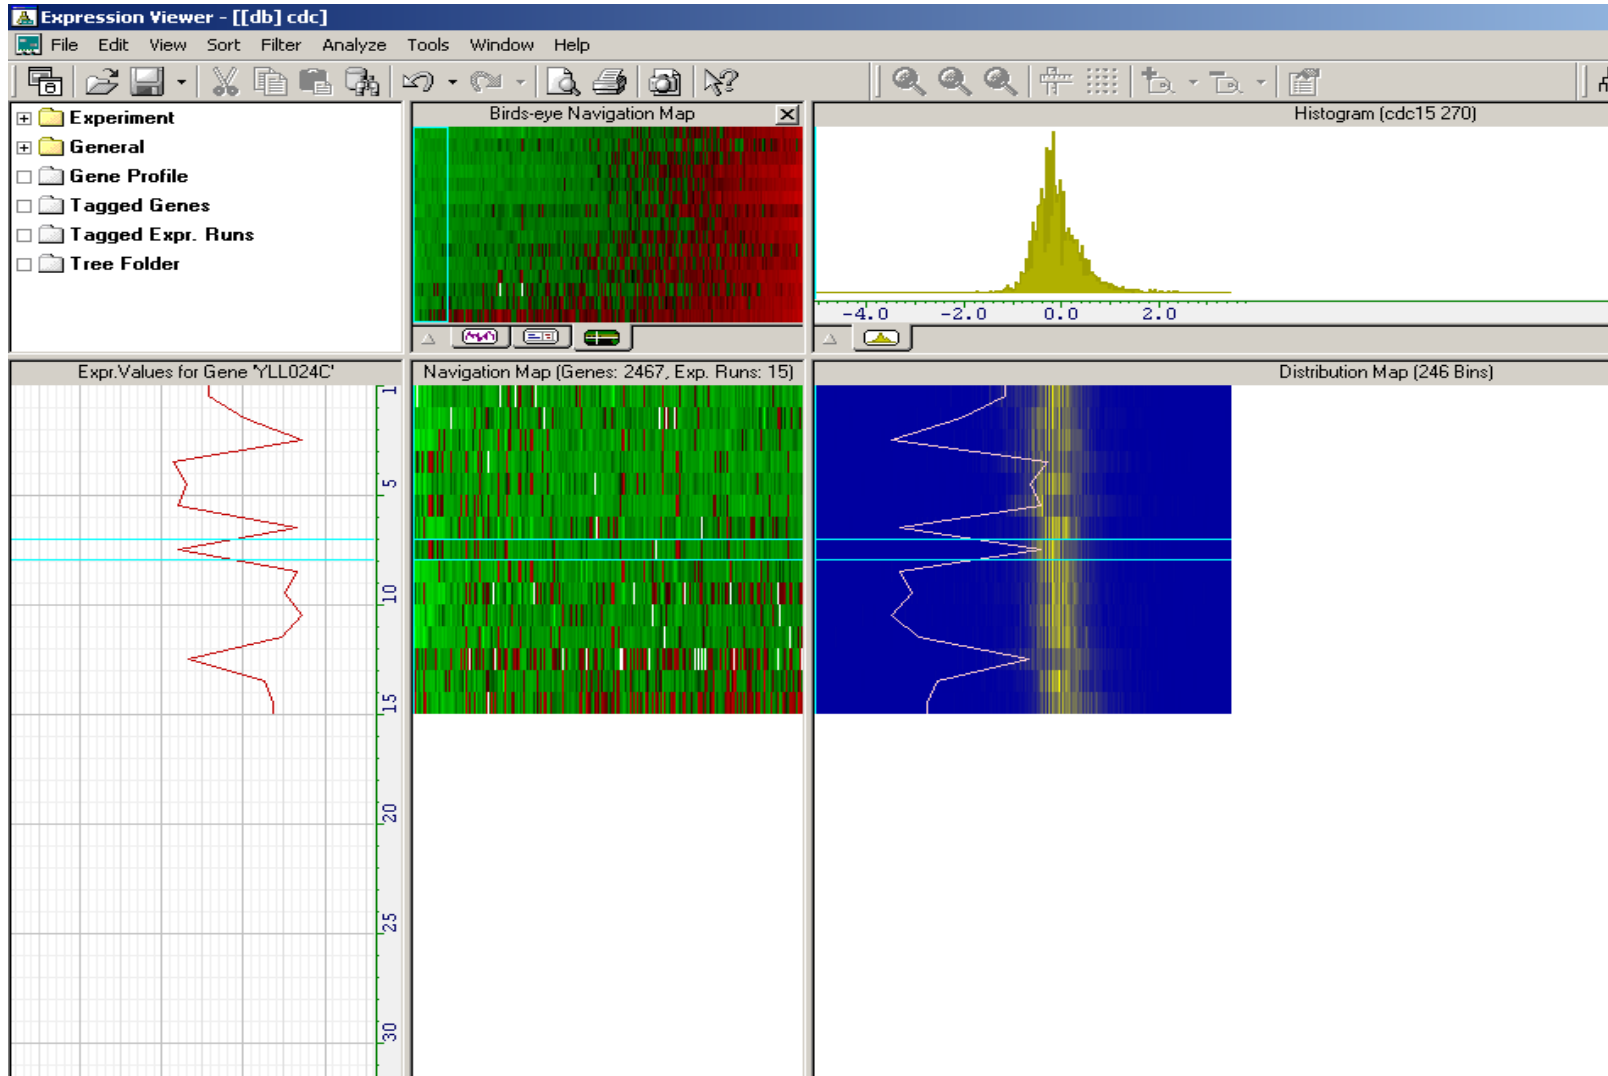 Expression Viewer - [[db] cdc]
File Edit View Sort Filter Analyze Tools Window Help
Experiment
General
Gene Profile
Tagged Genes
Tagged Expr. Runs
Tree Folder
Birds-eye Navigation Map
Histogram (cdc15 270)
-4.0 -2.0 0.0 2.0
Expr.Values for Gene 'YLL024C'
1
5
10
15
20
25
30
Navigation Map (Genes: 2467, Exp. Runs: 15)
Distribution Map (246 Bins)